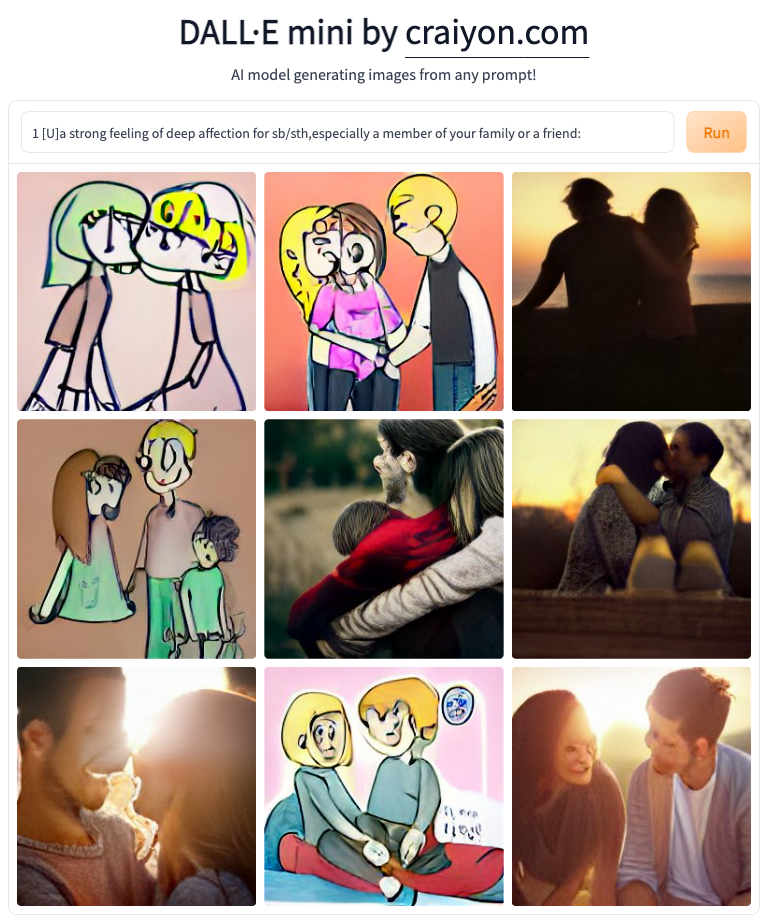 DALL·E mini by craiyon.com
AI model generating images from any prompt!
1 [U]a strong feeling of deep affection for sb/sth,especially a member of your family or a friend:
Run